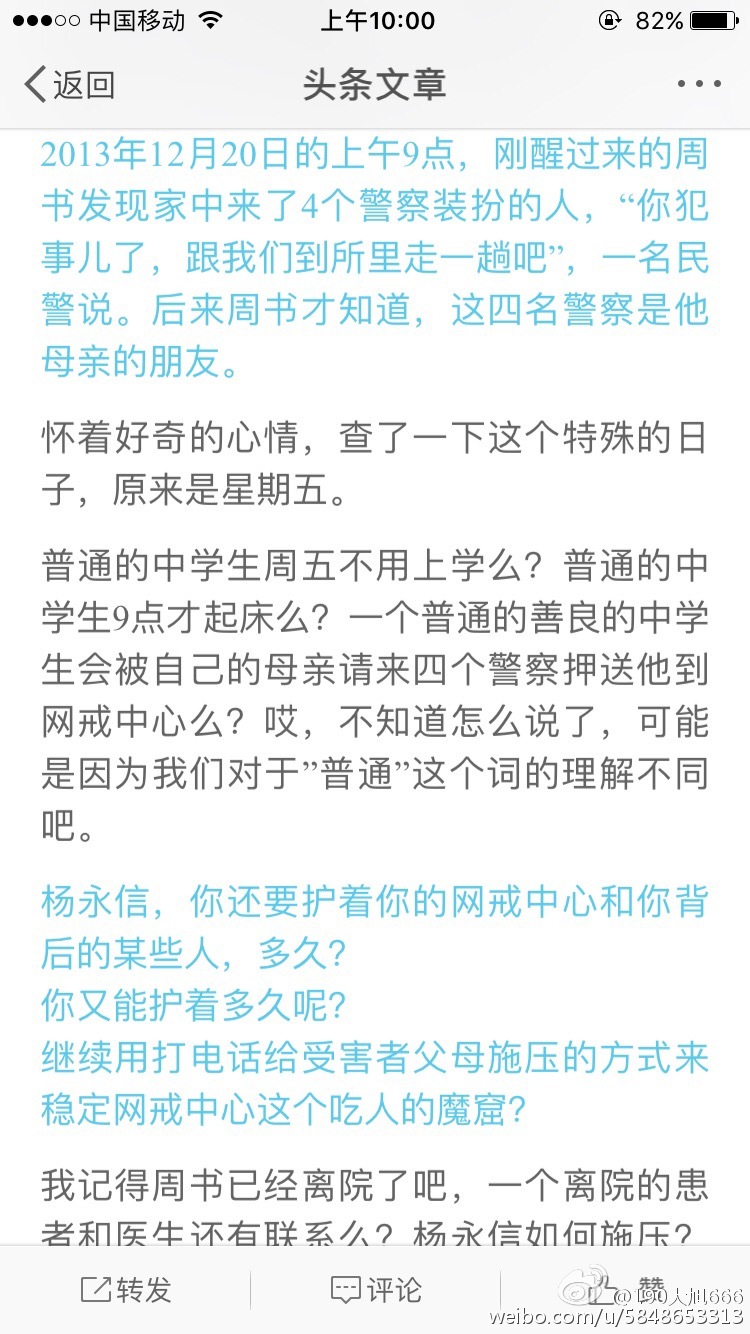 中国移动 上午10:00 82%
返回 头条文章
2013年12月20日的上午9点，刚醒过来的周
书发现家中来了4个警察装扮的人，“你犯
事儿了，跟我们到所里走一趟吧”，一名民
警说。后来周书才知道，这四名警察是他
母亲的朋友。
怀着好奇的心情，查了一下这个特殊的日
子，原来是星期五。
普通的中学生周五不用上学么？普通的中
学生9点才起床么？一个普通的善良的中学
生会被自己的母亲请来四个警察押送他到
网戒中心么？哎，不知道怎么说了，可能
是因为我们对于”普通”这个词的理解不同
吧。
杨永信，你还要护着你的网戒中心和你背
后的某些人，多久？
你又能护着多久呢？
继续用打电话给受害者父母施压的方式来
稳定网戒中心这个吃人的魔窟？
我记得周书已经离院了吧，一个离院的患
者和医生还有联系么？杨永信如何施压？
转发 评论 赞
weibo.com/u/5848653313